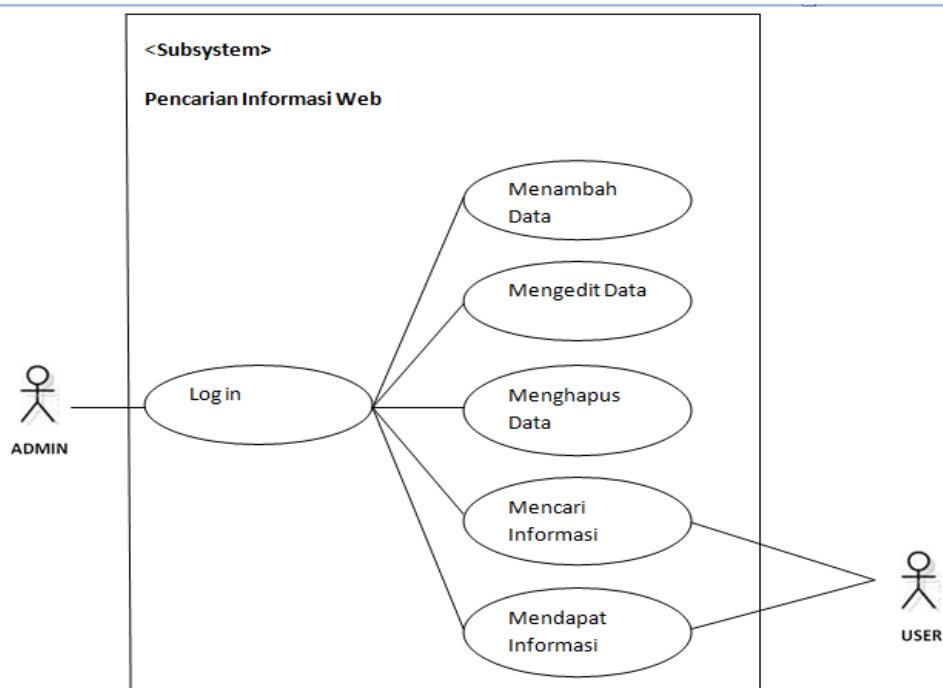 <Subsystem>
Pencarian Informasi Web
Menambah
Data
Mengedit Data
Log in
Menghapus
Data
ADMIN
Mencari
Informasi
Mendapat
Informasi
USER